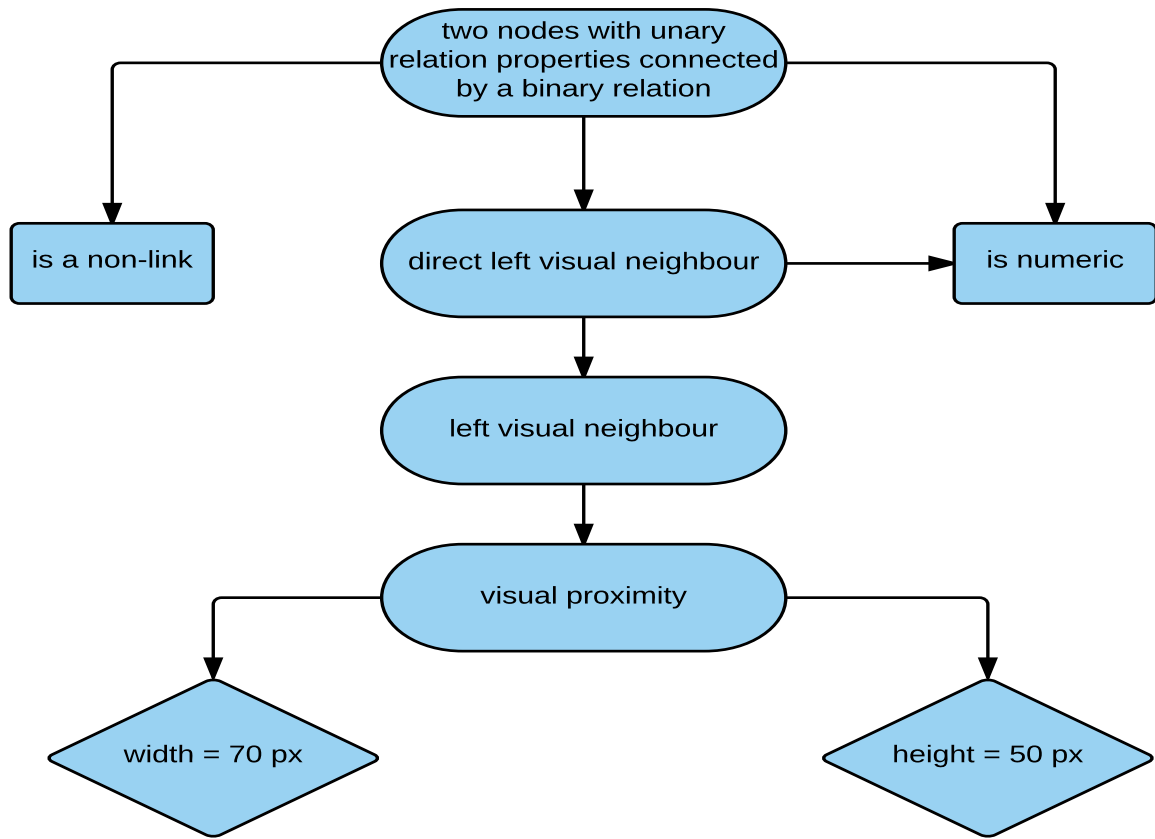 two nodes with unary
relation properties connected
by a binary relation
is a non-link
direct left visual neighbour
is numeric
left visual neighbour
visual proximity
width = 70 px
height = 50 px